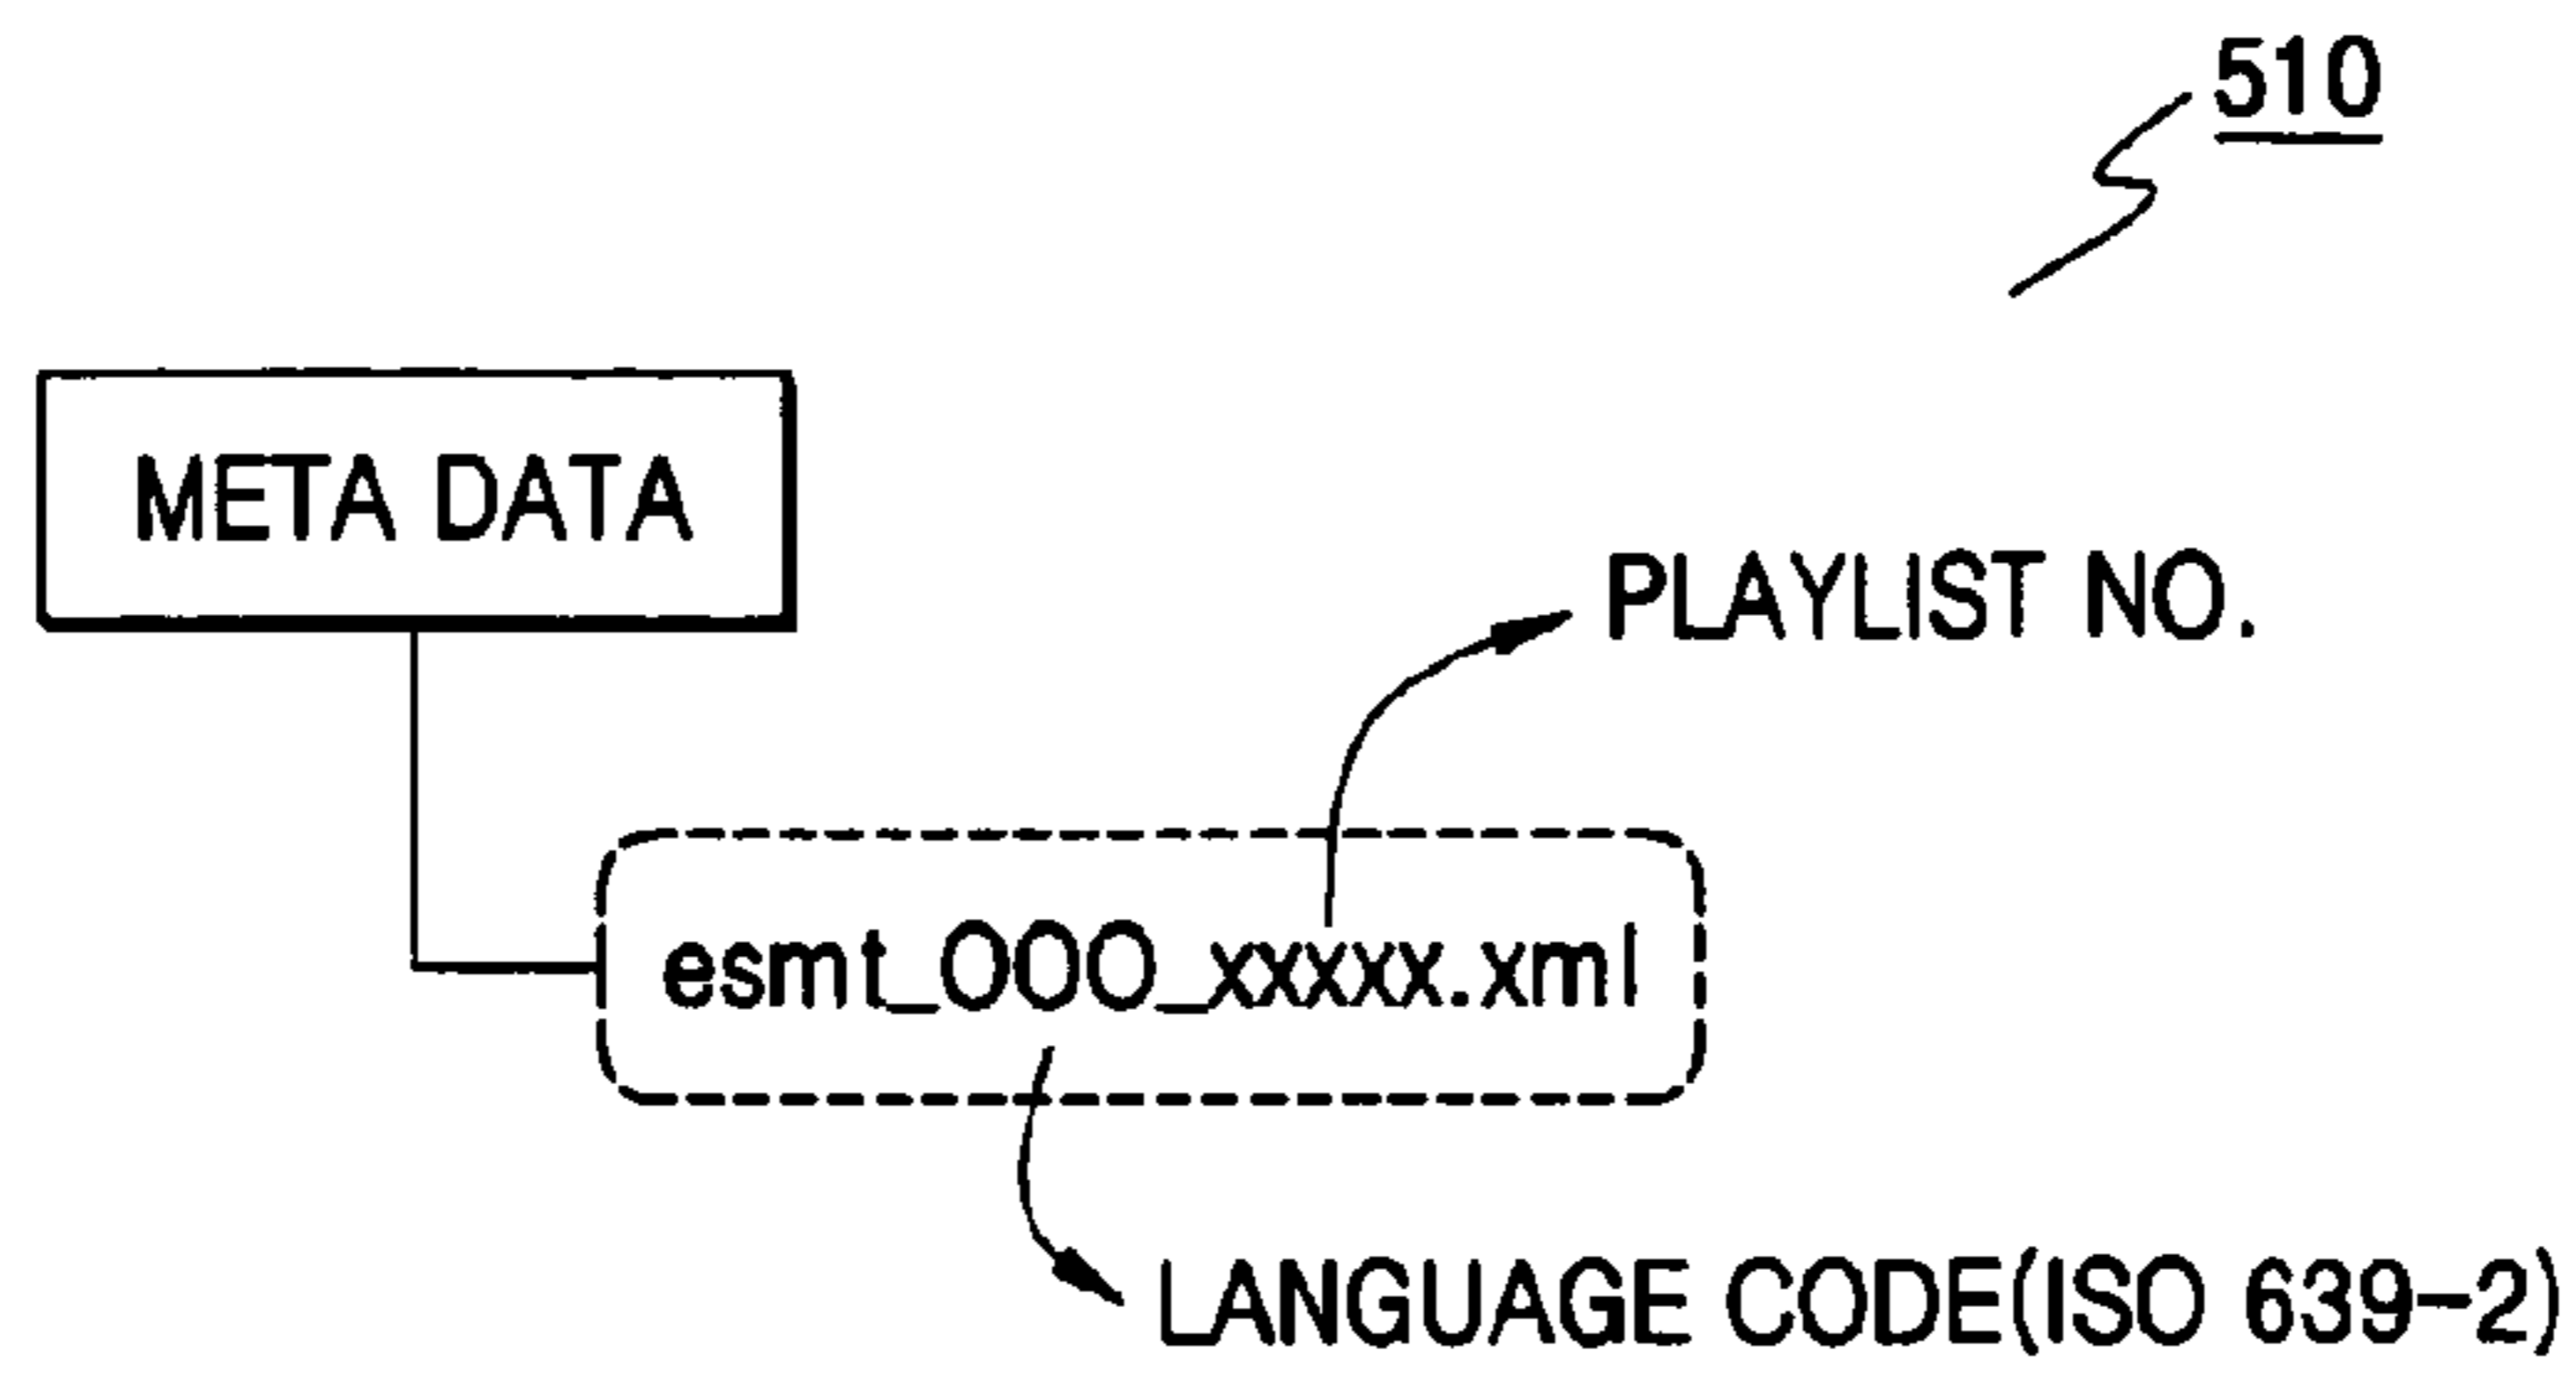 510
META DATA
PLAYLIST NO.
esmt_OOO_xxxxx.xml
LANGUAGE CODE(ISO 639-2)